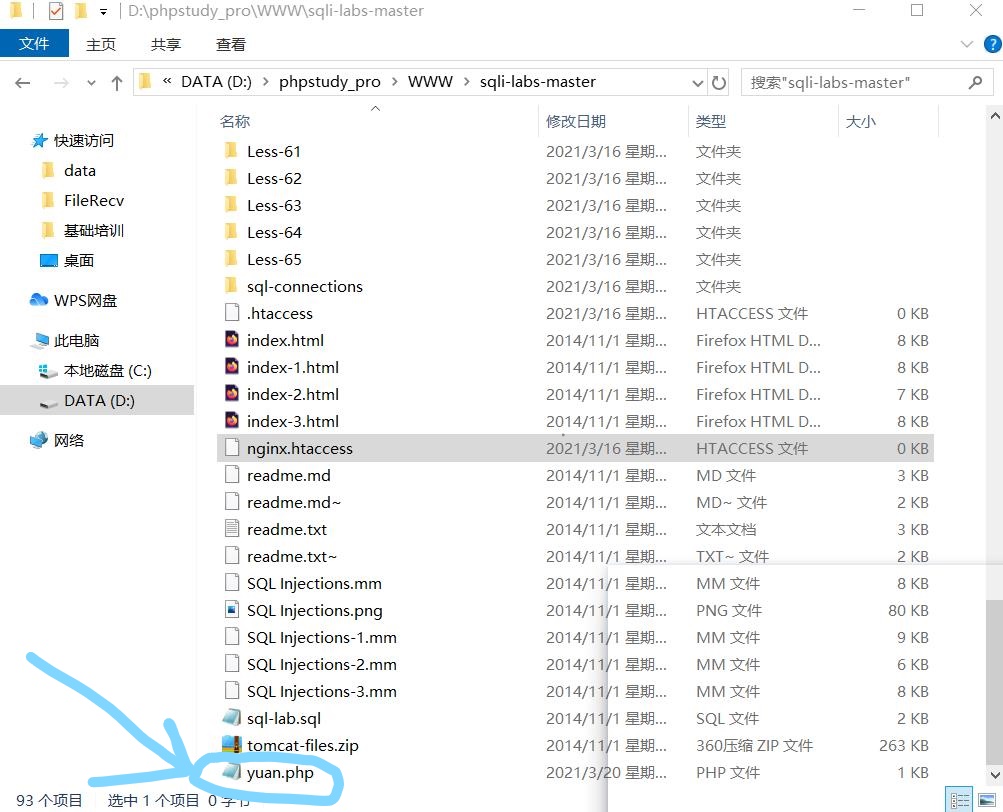 D:\phpstudy_pro\WWW\sqli-labs-master
文件 主页 共享 查看
« DATA (D:) > phpstudy_pro > WWW > sqli-labs-master 搜索"sqli-labs-master"
名称 修改日期 类型 大小
快速访问
data
FileRecv
基础培训
桌面
WPS网盘
此电脑
本地磁盘 (C:)
DATA (D:)
网络
Less-61 2021/3/16 星期... 文件夹
Less-62 2021/3/16 星期... 文件夹
Less-63 2021/3/16 星期... 文件夹
Less-64 2021/3/16 星期... 文件夹
Less-65 2021/3/16 星期... 文件夹
sql-connections 2021/3/16 星期... 文件夹
.htaccess 2021/3/16 星期... HTACCESS 文件 0 KB
index.html 2014/11/1 星期... Firefox HTML D... 8 KB
index-1.html 2014/11/1 星期... Firefox HTML D... 8 KB
index-2.html 2014/11/1 星期... Firefox HTML D... 7 KB
index-3.html 2014/11/1 星期... Firefox HTML D... 8 KB
nginx.htaccess 2021/3/16 星期... HTACCESS 文件 0 KB
readme.md 2014/11/1 星期... MD 文件 3 KB
readme.md~ 2014/11/1 星期... MD~ 文件 2 KB
readme.txt 2014/11/1 星期... 文本文档 3 KB
readme.txt~ 2014/11/1 星期... TXT~ 文件 2 KB
SQL Injections.mm 2014/11/1 星期... MM 文件 8 KB
SQL Injections.png 2014/11/1 星期... PNG 文件 80 KB
SQL Injections-1.mm 2014/11/1 星期... MM 文件 9 KB
SQL Injections-2.mm 2014/11/1 星期... MM 文件 6 KB
SQL Injections-3.mm 2014/11/1 星期... MM 文件 8 KB
sql-lab.sql 2014/11/1 星期... SQL 文件 2 KB
tomcat-files.zip 2014/11/1 星期... 360压缩 ZIP 文件 263 KB
yuan.php 2021/3/20 星期... PHP 文件 1 KB
93 个项目 选中 1 个项目 0 字节